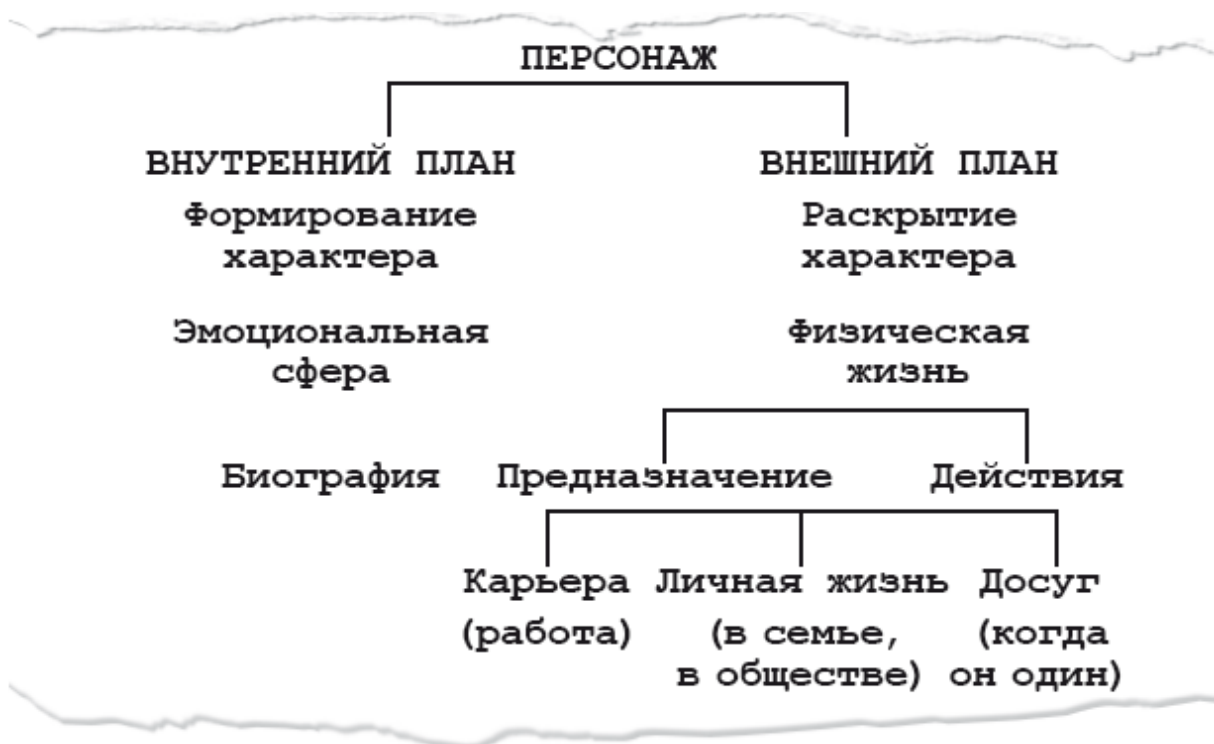 ПЕРСОНАЖ
ВНУТРЕННИЙ ПЛАН ВНЕШНИЙ ПЛАН
Формирование Раскрытие
характера характера
Эмоциональная Физическая
сфера жизнь
Биография Предназначение Действия
Карьера Личная жизнь Досуг
(работа) (в семье, (когда
в обществе) он один)